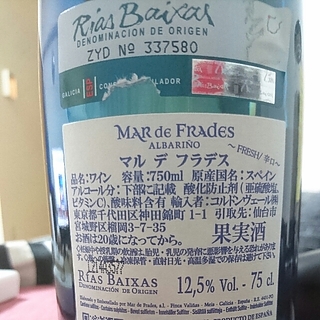 Rías Baixas
DENOMINACION DE ORIGEN
ZYD Nº 337580
GALICIA
ESP
MAR DE FRADES
ALBARIÑO
～FRESH/辛口～
マル デ フラデス
品名:ワイン 容量:750ml 原産国名:スペイン
アルコール分:下部に記載 酸化防止剤(亜硫酸塩,
ビタミンC)、酸味料含有 輸入者:コルドンヴェール㈱
東京都千代田区神田錦町 1-1 引取先:仙台市
宮城野区榴岡3-7-35
お酒は20歳になってから。
果実酒
RÍAS BAIXAS
DENOMINACIÓN DE ORIGEN
12,5% Vol - 75 cl.
PRODUCTO DE ESPAÑA